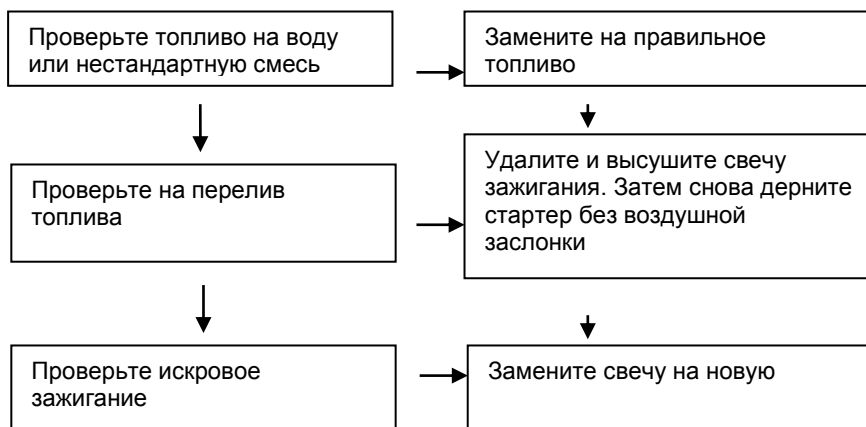 Проверьте топливо на воду
или нестандартную смесь
Замените на правильное
топливо
Проверьте на перелив
топлива
Удалите и высушите свечу
зажигания. Затем снова дерните
стартер без воздушной
заслонки
Проверьте искровое
зажигание
Замените свечу на новую